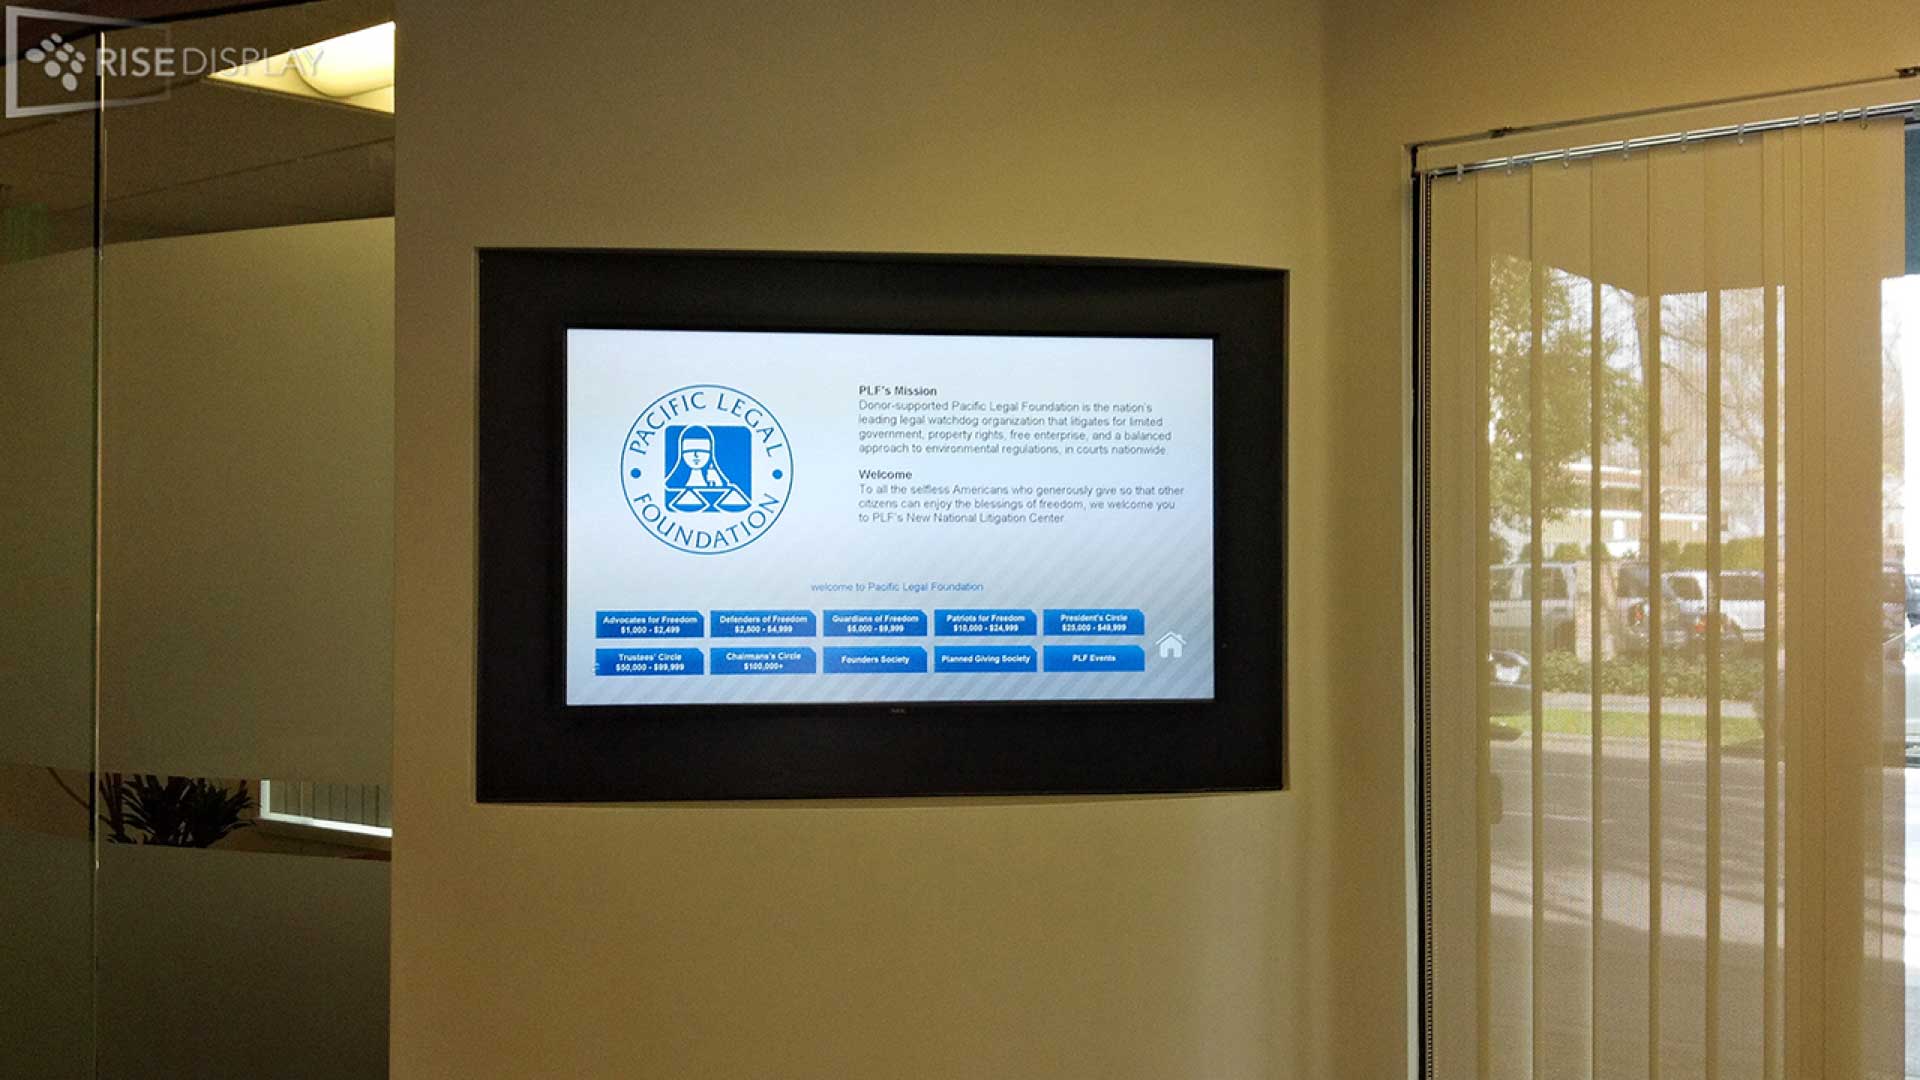 RISEDISPLAY
PACIFIC LEGAL
FOUNDATION
PLF's Mission
Donor-supported Pacific Legal Foundation is the nation's
leading legal watchdog organization that litigates for limited
government, property rights, free enterprise, and a balanced
approach to environmental regulations, in courts nationwide.
Welcome
To all the selfless Americans who generously give so that other
citizens can enjoy the blessings of freedom, we welcome you
to PLF's New National Litigation Center
welcome to Pacific Legal Foundation
Advocates for Freedom
$1,000 - $2,499
Defenders of Freedom
$2,500 - $4,999
Guardians of Freedom
$5,000 - $9,999
Patriots for Freedom
$10,000 - $24,999
President's Circle
$25,000 - $49,999
Trustees' Circle
$50,000 - $99,999
Chairmans's Circle
$100,000+
Founders Society
Planned Giving Society
PLF Events
NEC